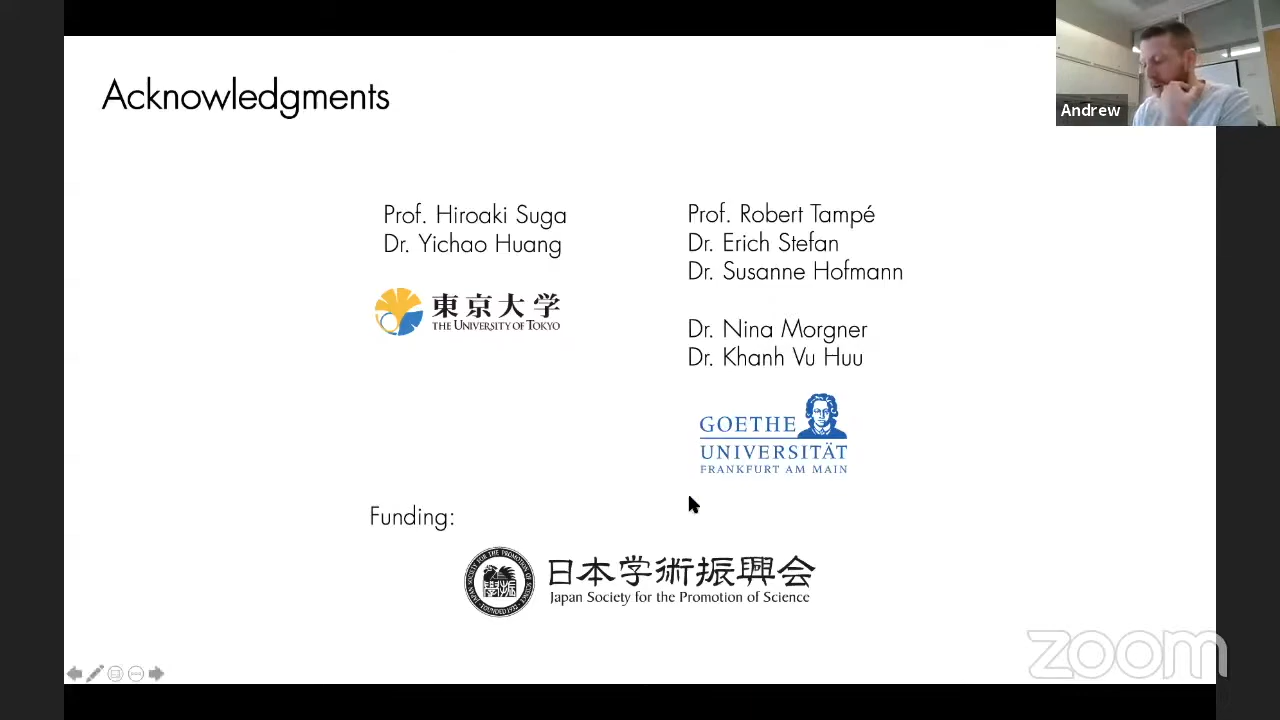 Acknowledgments
Andrew
Prof. Hiroaki Suga
Dr. Yichao Huang
東京大学
THE UNIVERSITY OF TOKYO
Prof. Robert Tampé
Dr. Erich Stefan
Dr. Susanne Hofmann
Dr. Nina Morgner
Dr. Khanh Vu Huu
GOETHE
UNIVERSITÄT
FRANKFURT AM MAIN
Funding:
日本学術振興会
Japan Society for the Promotion of Science
zoom